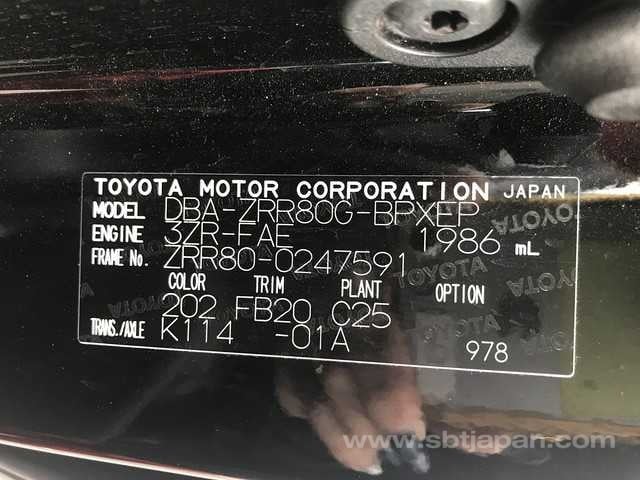 TOYOTA MOTOR CORPORATION JAPAN
MODEL DBA-ZRR80G-BPXEP
ENGINE 3ZR-FAE 1986 mL
FRAME No. ZRR80-0247591
COLOR TRIM PLANT OPTION
202 FB20 C25
TRANS./AXLE K114 -01A
978
www.sbtjapan.com